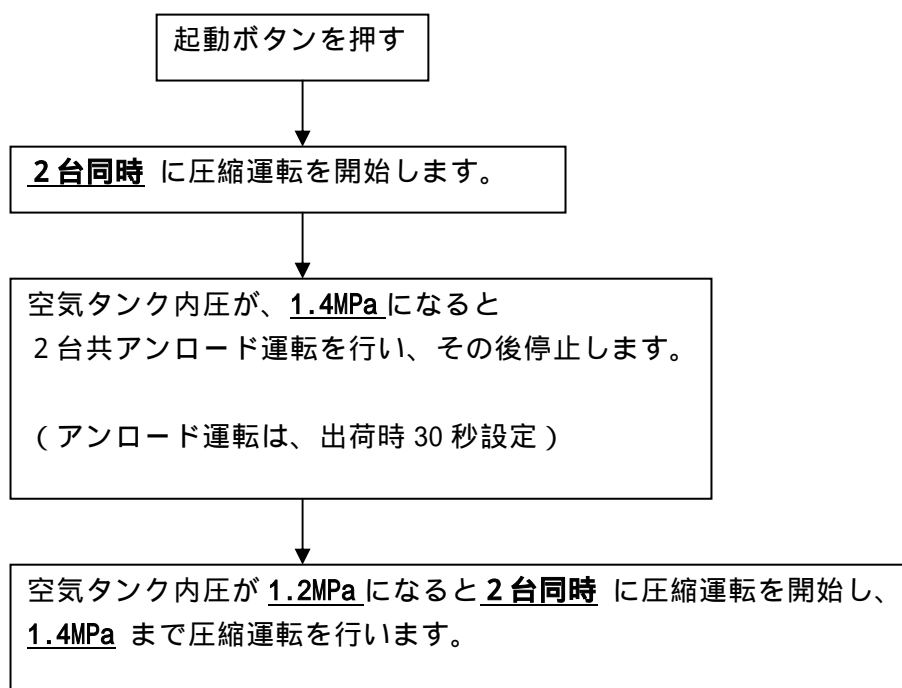 起動ボタンを押す
２台同時 に圧縮運転を開始します。
空気タンク内圧が、1.4MPa になると
２台共アンロード運転を行い、その後停止します。
（アンロード運転は、出荷時 30 秒設定）
空気タンク内圧が 1.2MPa になると２台同時 に圧縮運転を開始し、
1.4MPa まで圧縮運転を行います。